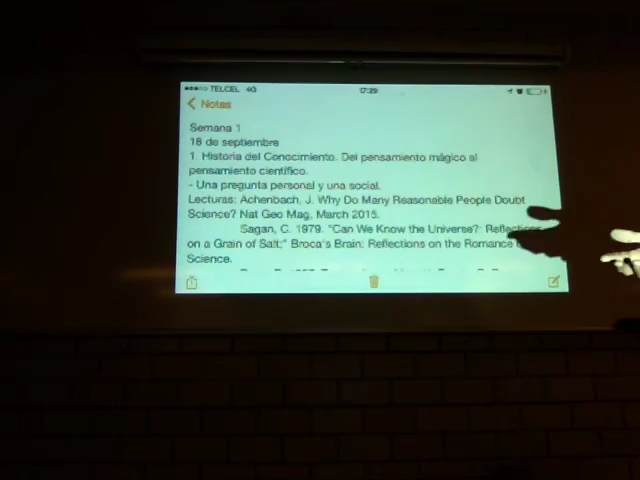 TELCEL 4G 17:29
Notas
Semana 1
18 de septiembre
1. Historia del Conocimiento. Del pensamiento mágico al
pensamiento científico.
- Una pregunta personal y una social.
Lecturas: Achenbach, J. Why Do Many Reasonable People Doubt
Science? Nat Geo Mag, March 2015.
Sagan, C. 1979. "Can We Know the Universe?: Reflections
on a Grain of Salt;" Broca's Brain: Reflections on the Romance
Science.